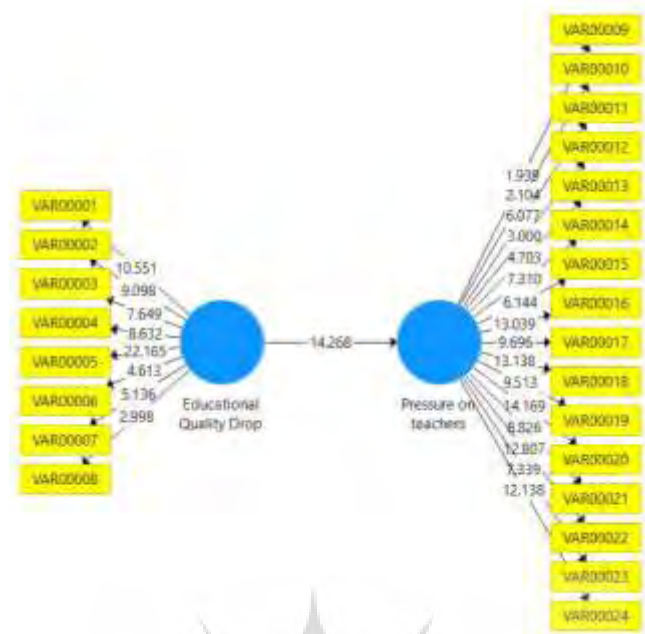 VAR00001
VAR00002
VAR00003
VAR00004
VAR00005
VAR00006
VAR00007
VAR00008
10.551
9.098
7.649
8.632
22.165
4.613
5.136
2.998
Educational
Quality Drop
14.268
Pressure on
teachers
1.939
2.104
6.077
3.000
4.703
7.310
6.144
13.039
9.696
13.138
9.513
14.169
8.826
12.807
7.339
12.138
VAR00009
VAR00010
VAR00011
VAR00012
VAR00013
VAR00014
VAR00015
VAR00016
VAR00017
VAR00018
VAR00019
VAR00020
VAR00021
VAR00022
VAR00023
VAR00024